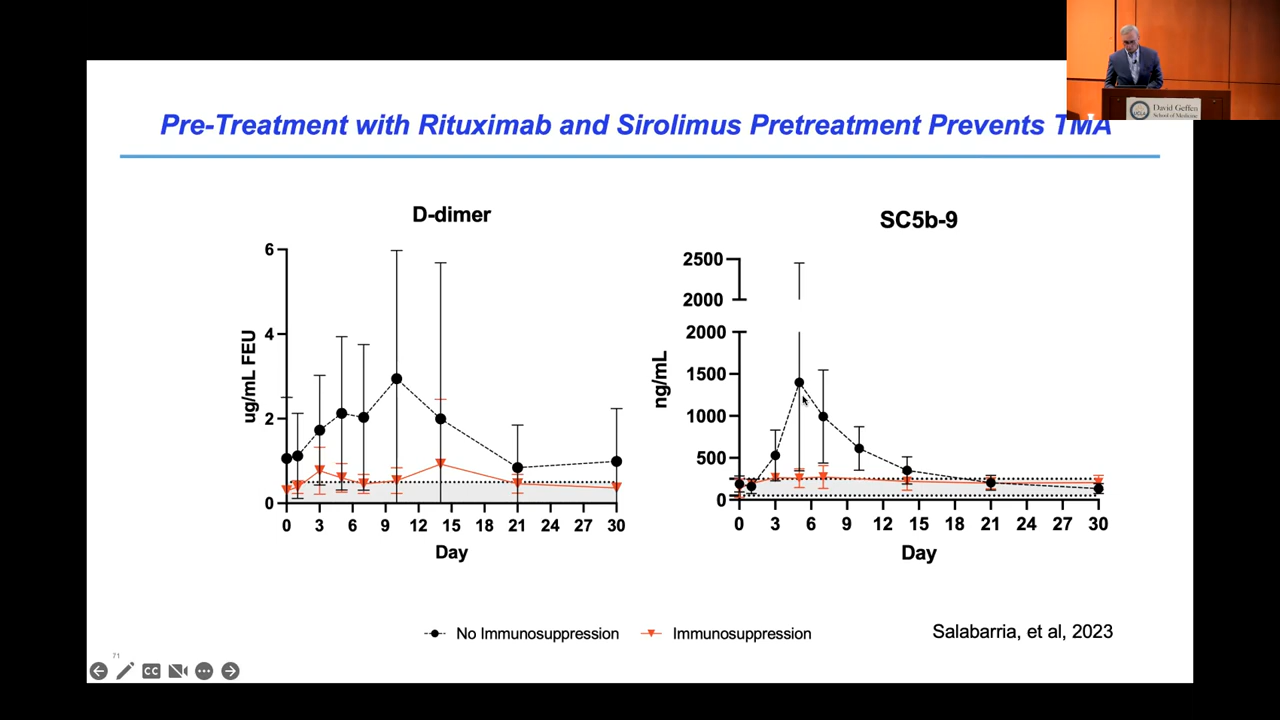 Pre-Treatment with Rituximab and Sirolimus Pretreatment Prevents TMA
David Geffen
School of Medicine
UCLA
D-dimer
SC5b-9
6
4
2
0
ug/mL FEU
0 3 6 9 12 15 18 21 24 27 30
Day
2500
2000
2000
1500
1000
500
0
ng/mL
0 3 6 9 12 15 18 21 24 27 30
Day
No Immunosuppression
Immunosuppression
Salabarria, et al, 2023
71
CC